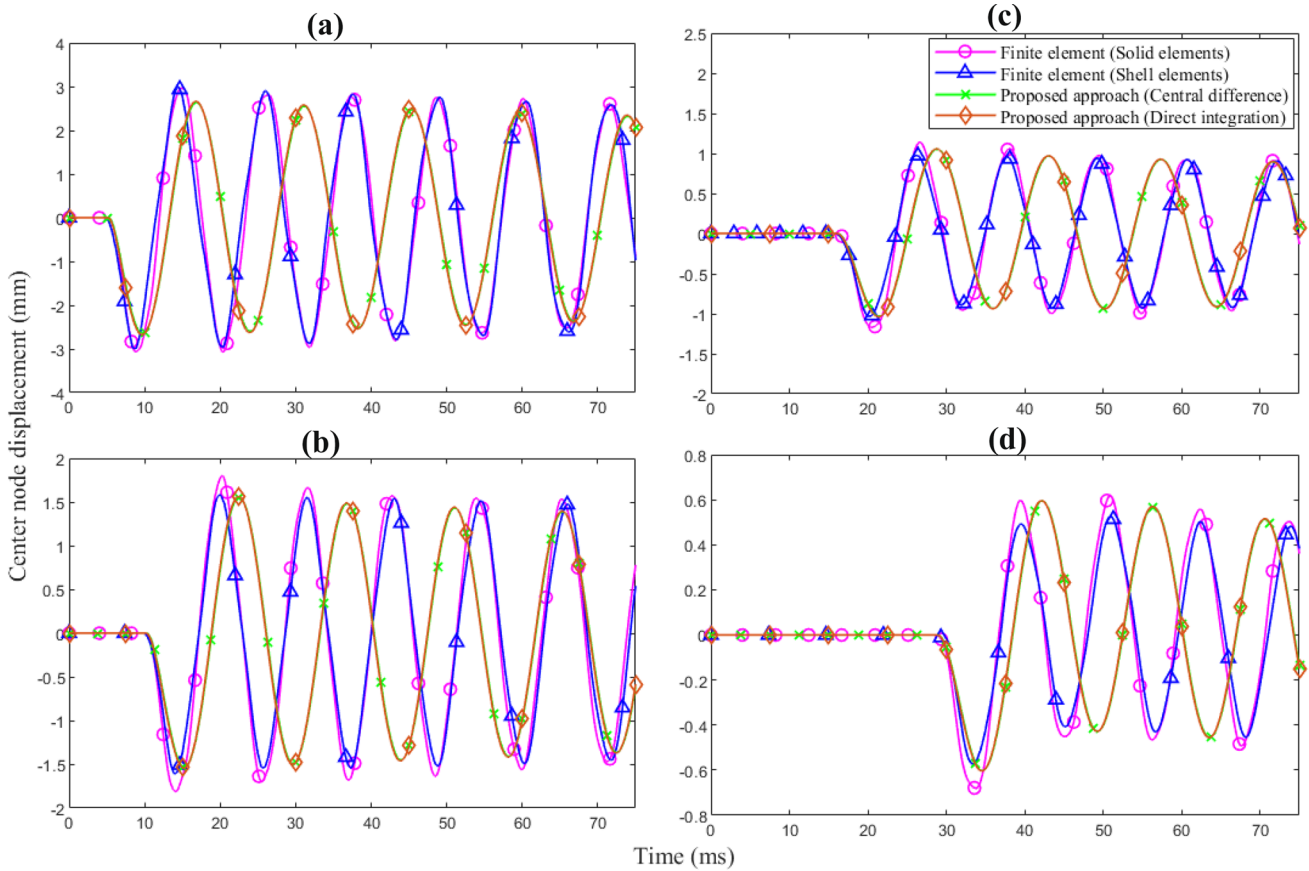 (a)
4
3
2
1
0
-1
-2
-3
-4
0 10 20 30 40 50 60 70
(c)
2.5
2
1.5
1
0.5
0
-0.5
-1
-1.5
-2
0 10 20 30 40 50 60 70
Finite element (Solid elements)
Finite element (Shell elements)
Proposed approach (Central difference)
Proposed approach (Direct integration)
Center node displacement (mm)
(b)
2
1.5
1
0.5
0
-0.5
-1
-1.5
-2
0 10 20 30 40 50 60 70
(d)
0.8
0.6
0.4
0.2
0
-0.2
-0.4
-0.6
-0.8
0 10 20 30 40 50 60 70
Time (ms)